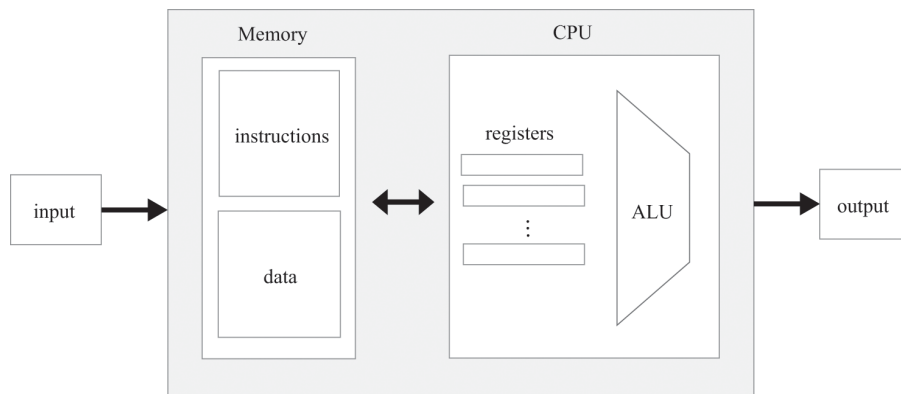 Memory
CPU
instructions
registers
input
data
⋮
ALU
output